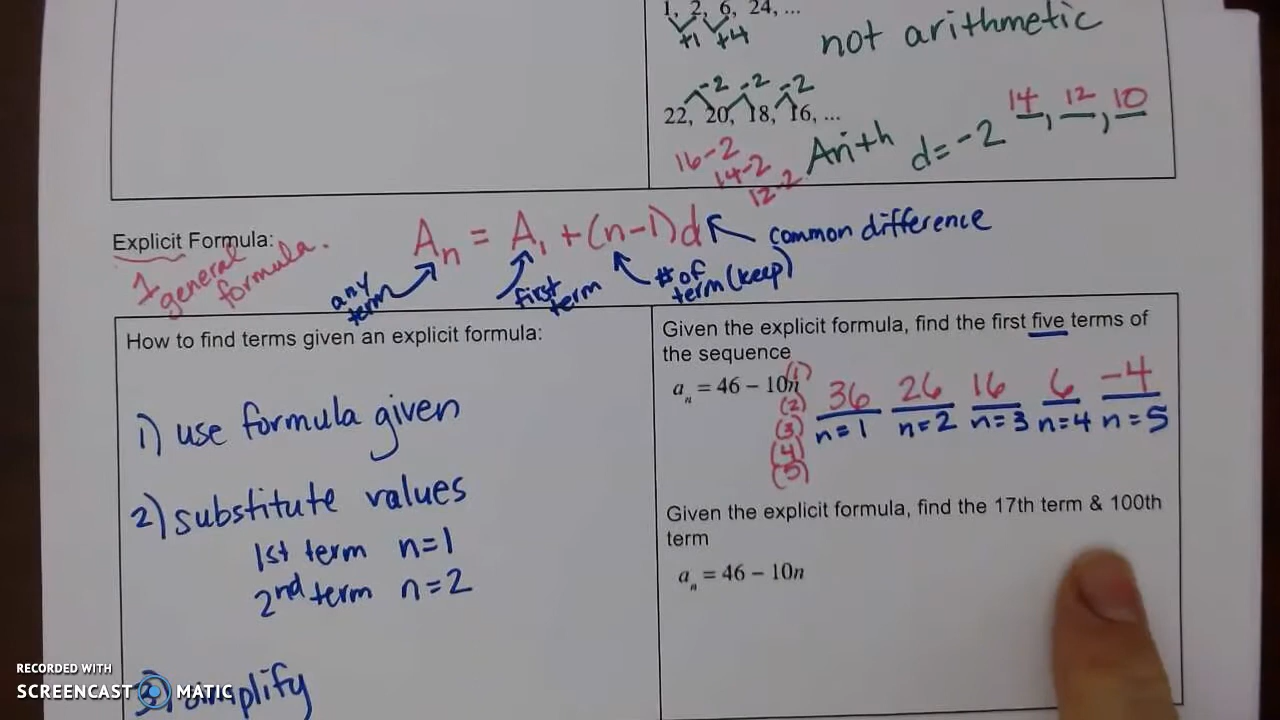 1, 2, 6, 24, ...
+1 +4
not arithmetic
-2 -2 -2
22, 20, 18, 16, ...
16-2
14-2
12-2
Arith d=-2 14, 12, 10
Explicit Formula:
1 general formula.
Aₙ = A₁ + (n-1)d
common difference
any term
first term
# of term (keep)
How to find terms given an explicit formula:
1) use formula given
2) substitute values
1st term n=1
2nd term n=2
3) simplify
Given the explicit formula, find the first five terms of
the sequence
aₙ = 46 – 10n
(1)
(2)
(3)
(4)
(5)
36 26 16 6 -4
n=1 n=2 n=3 n=4 n=5
Given the explicit formula, find the 17th term & 100th
term
aₙ = 46 – 10n
RECORDED WITH
SCREENCAST MATIC